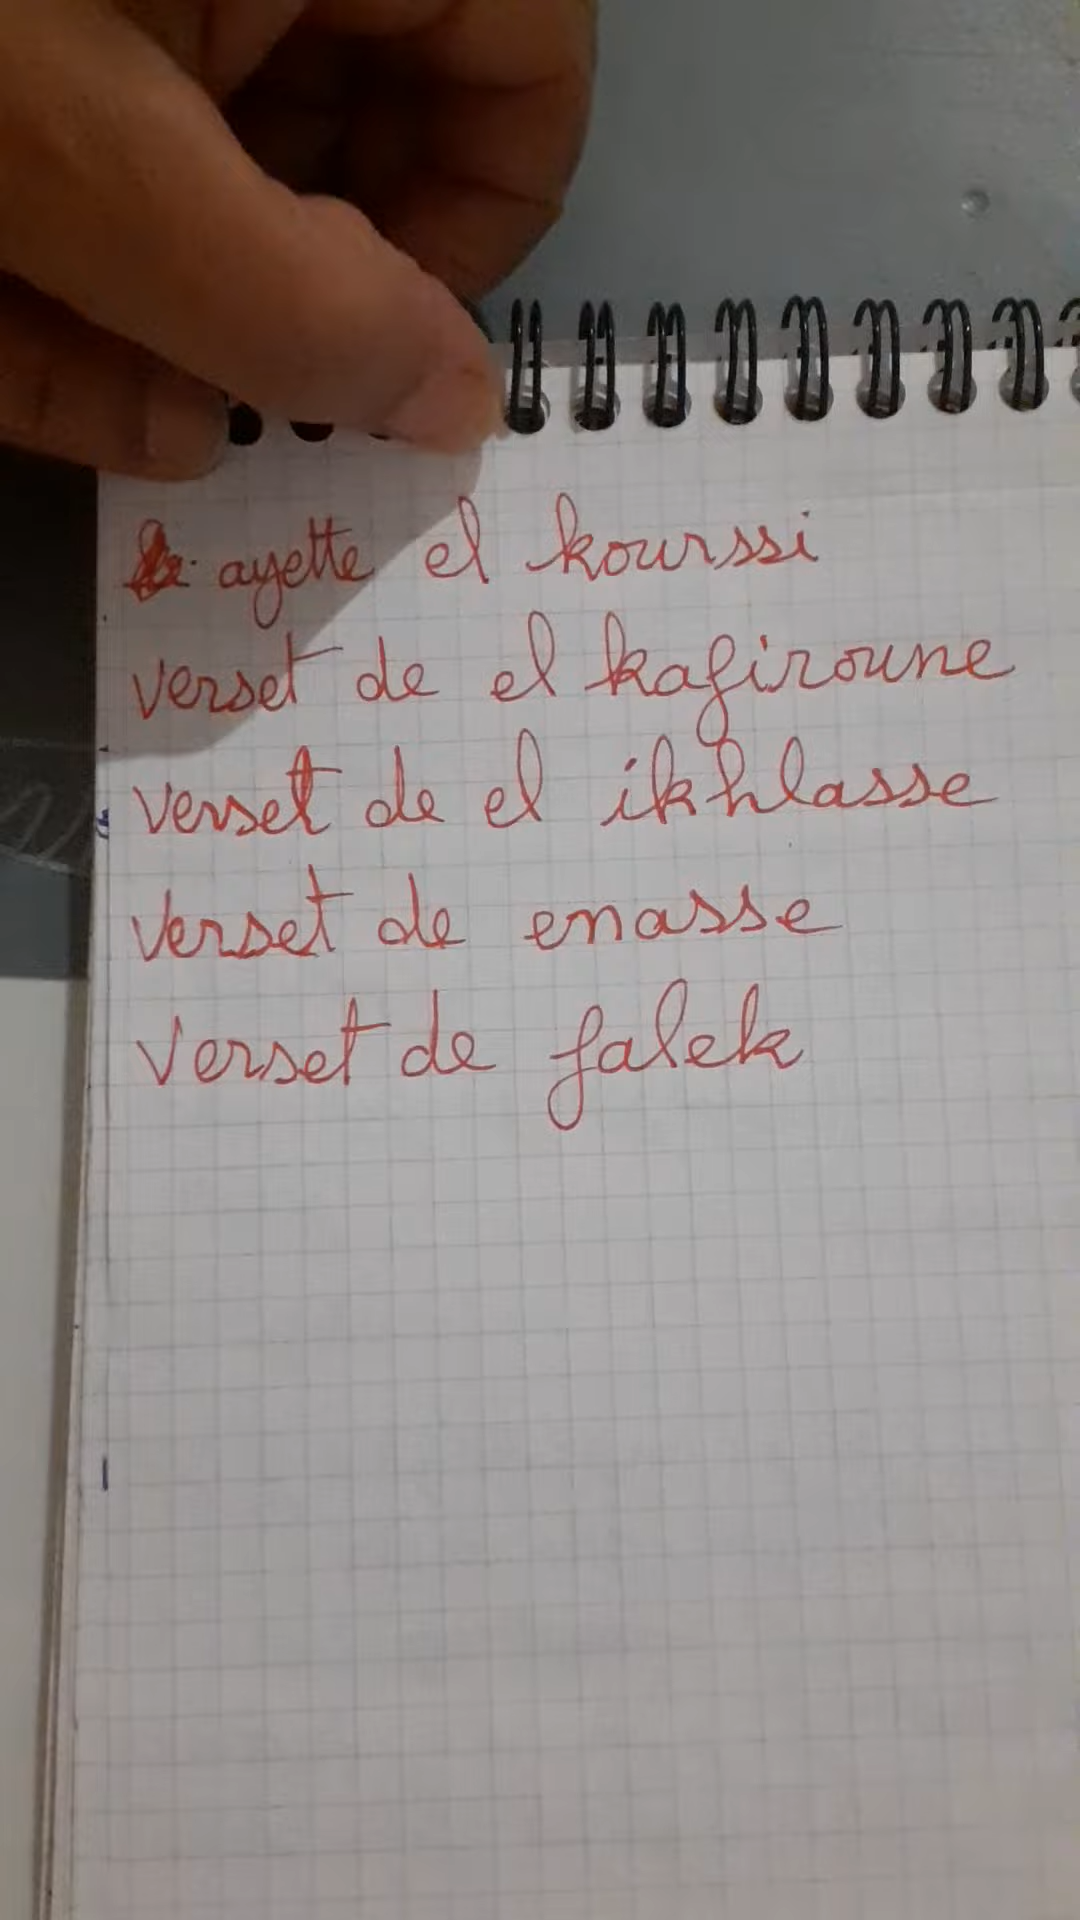 ayette el kourssi
verset de el kafiroune
verset de el ikhlasse
verset de enasse
verset de falek